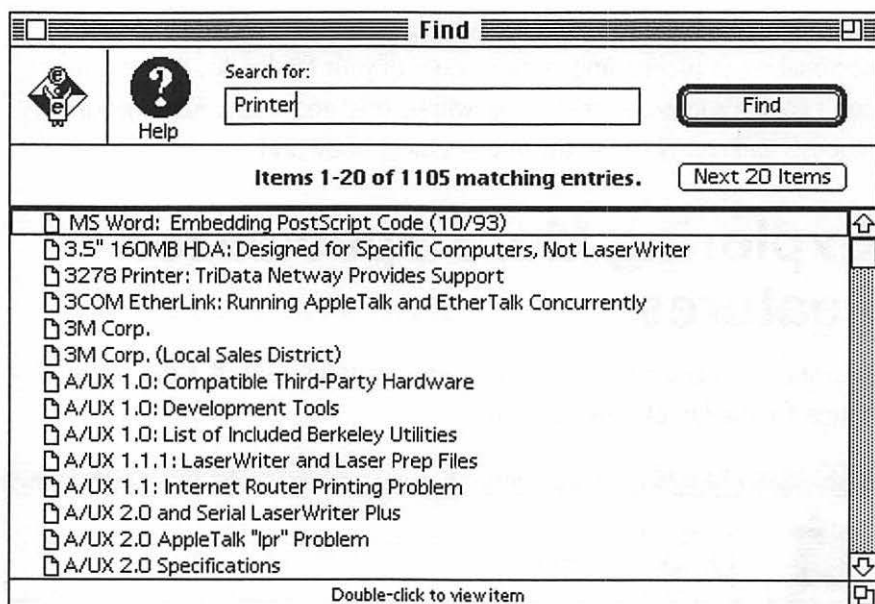 Find
e
e
Help
Search for:
Printer
Find
Items 1-20 of 1105 matching entries.
Next 20 Items
MS Word: Embedding PostScript Code (10/93)
3.5" 160MB HDA: Designed for Specific Computers, Not LaserWriter
3278 Printer: TriData Netway Provides Support
3COM EtherLink: Running AppleTalk and EtherTalk Concurrently
3M Corp.
3M Corp. (Local Sales District)
A/UX 1.0: Compatible Third-Party Hardware
A/UX 1.0: Development Tools
A/UX 1.0: List of Included Berkeley Utilities
A/UX 1.1.1: LaserWriter and Laser Prep Files
A/UX 1.1: Internet Router Printing Problem
A/UX 2.0 and Serial LaserWriter Plus
A/UX 2.0 AppleTalk "lpr" Problem
A/UX 2.0 Specifications
Double-click to view item